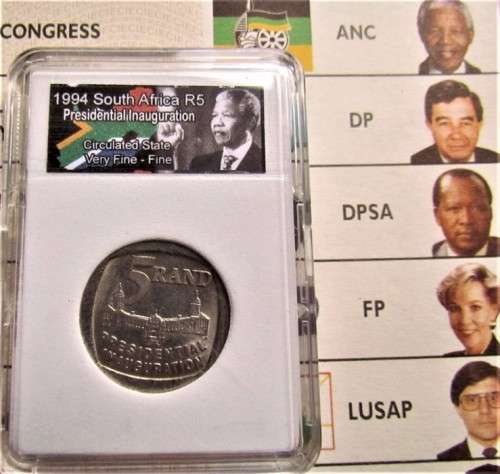 CONGRESS
ANC
1994 South Africa R5
Presidential Inauguration
Circulated State
Very Fine - Fine
DP
DPSA
FP
LUSAP
5 RAND
PRESIDENTIAL
INAUGURATION